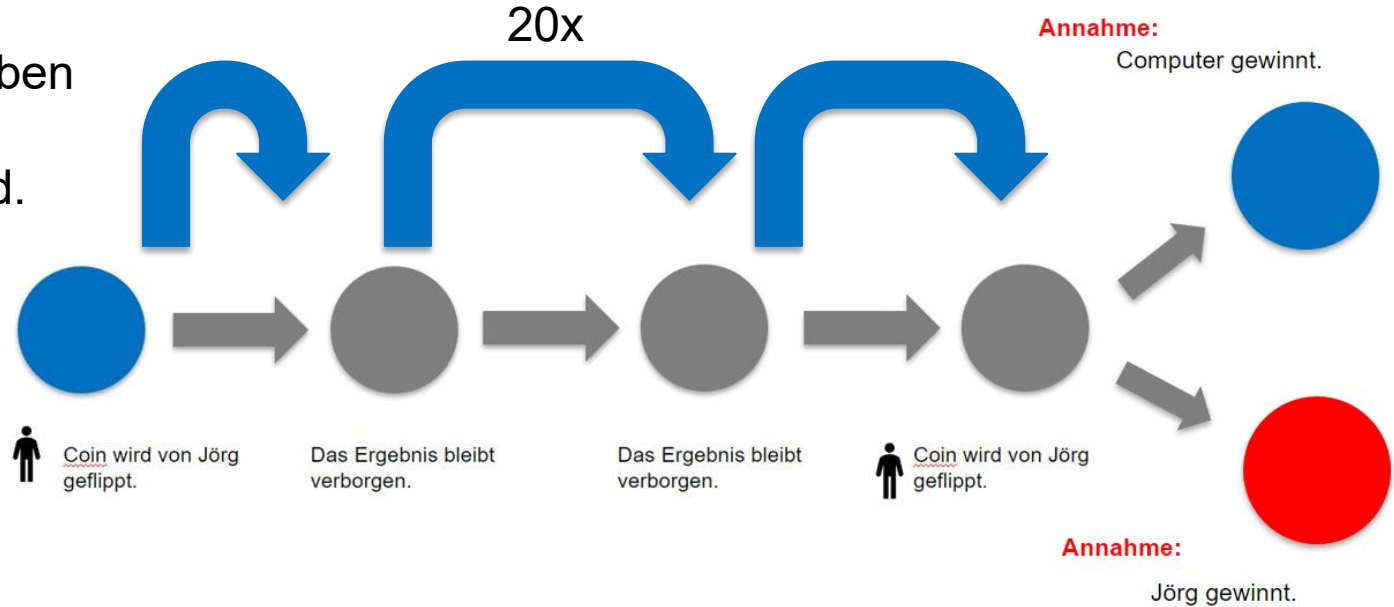 20x
Annahme:
Computer gewinnt.
ben
d.
Coin wird von Jörg
geflippt.
Das Ergebnis bleibt
verborgen.
Das Ergebnis bleibt
verborgen.
Coin wird von Jörg
geflippt.
Annahme:
Jörg gewinnt.